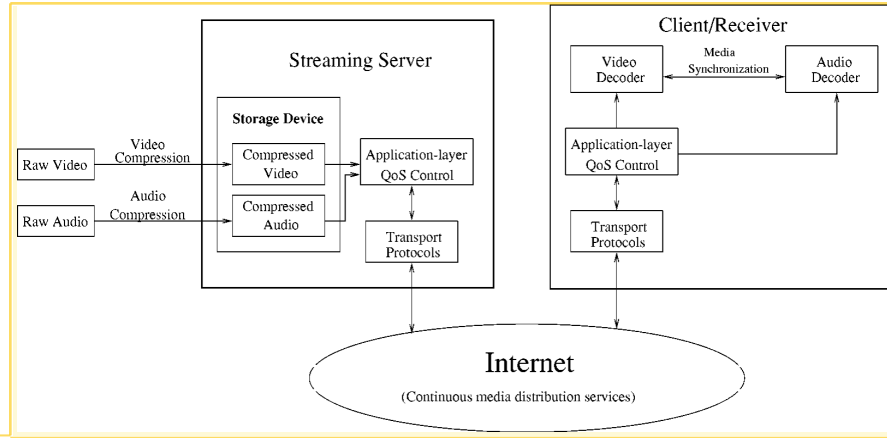 Streaming Server
Storage Device
Raw Video
Video
Compression
Compressed
Video
Application-layer
QoS Control
Raw Audio
Audio
Compression
Compressed
Audio
Transport
Protocols
Client/Receiver
Video
Decoder
Media
Synchronization
Audio
Decoder
Application-layer
QoS Control
Transport
Protocols
Internet
(Continuous media distribution services)